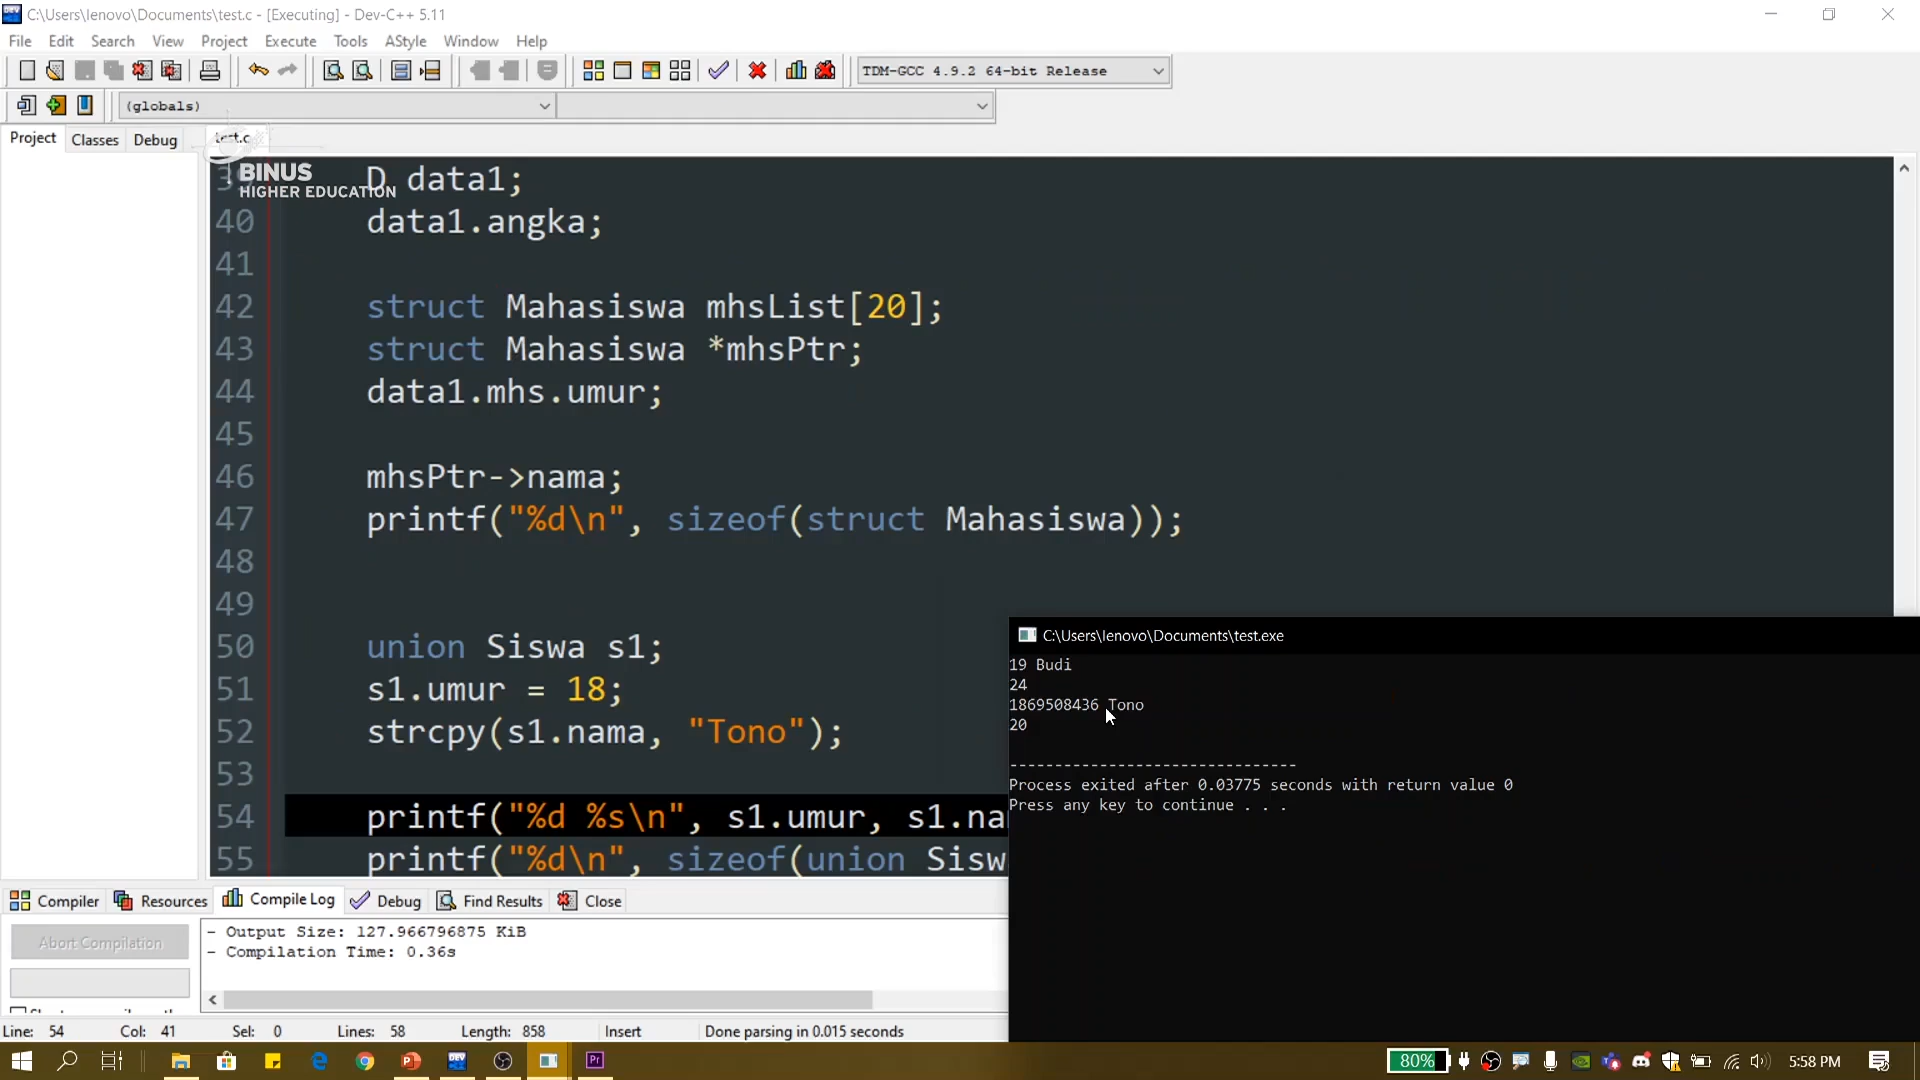 C:\Users\lenovo\Documents\test.c - [Executing] - Dev-C++ 5.11
File Edit Search View Project Execute Tools AStyle Window Help
TDM-GCC 4.9.2 64-bit Release
(globals)
Project Classes Debug test.c
BINUS
HIGHER EDUCATION
39 D data1;
40 data1.angka;
41
42 struct Mahasiswa mhsList[20];
43 struct Mahasiswa *mhsPtr;
44 data1.mhs.umur;
45
46 mhsPtr->nama;
47 printf("%d\n", sizeof(struct Mahasiswa));
48
49
50 union Siswa s1;
51 s1.umur = 18;
52 strcpy(s1.nama, "Tono");
53
54 printf("%d %s\n", s1.umur, s1.na
55 printf("%d\n", sizeof(union Sisw
C:\Users\lenovo\Documents\test.exe
19 Budi
24
1869508436 Tono
20
--------------------------------
Process exited after 0.03775 seconds with return value 0
Press any key to continue . . .
Compiler Resources Compile Log Debug Find Results Close
Abort Compilation
- Output Size: 127.966796875 KiB
- Compilation Time: 0.36s
Line: 54 Col: 41 Sel: 0 Lines: 58 Length: 858 Insert Done parsing in 0.015 seconds
80% 5:58 PM